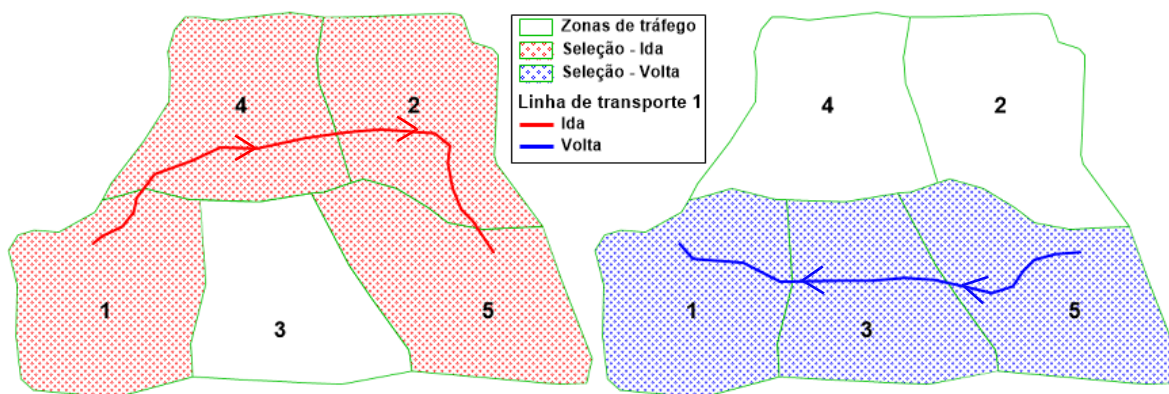 Zonas de tráfego
Seleção - Ida
Seleção - Volta
Linha de transporte 1
Ida
Volta
4
2
1
3
5
4
2
1
3
5